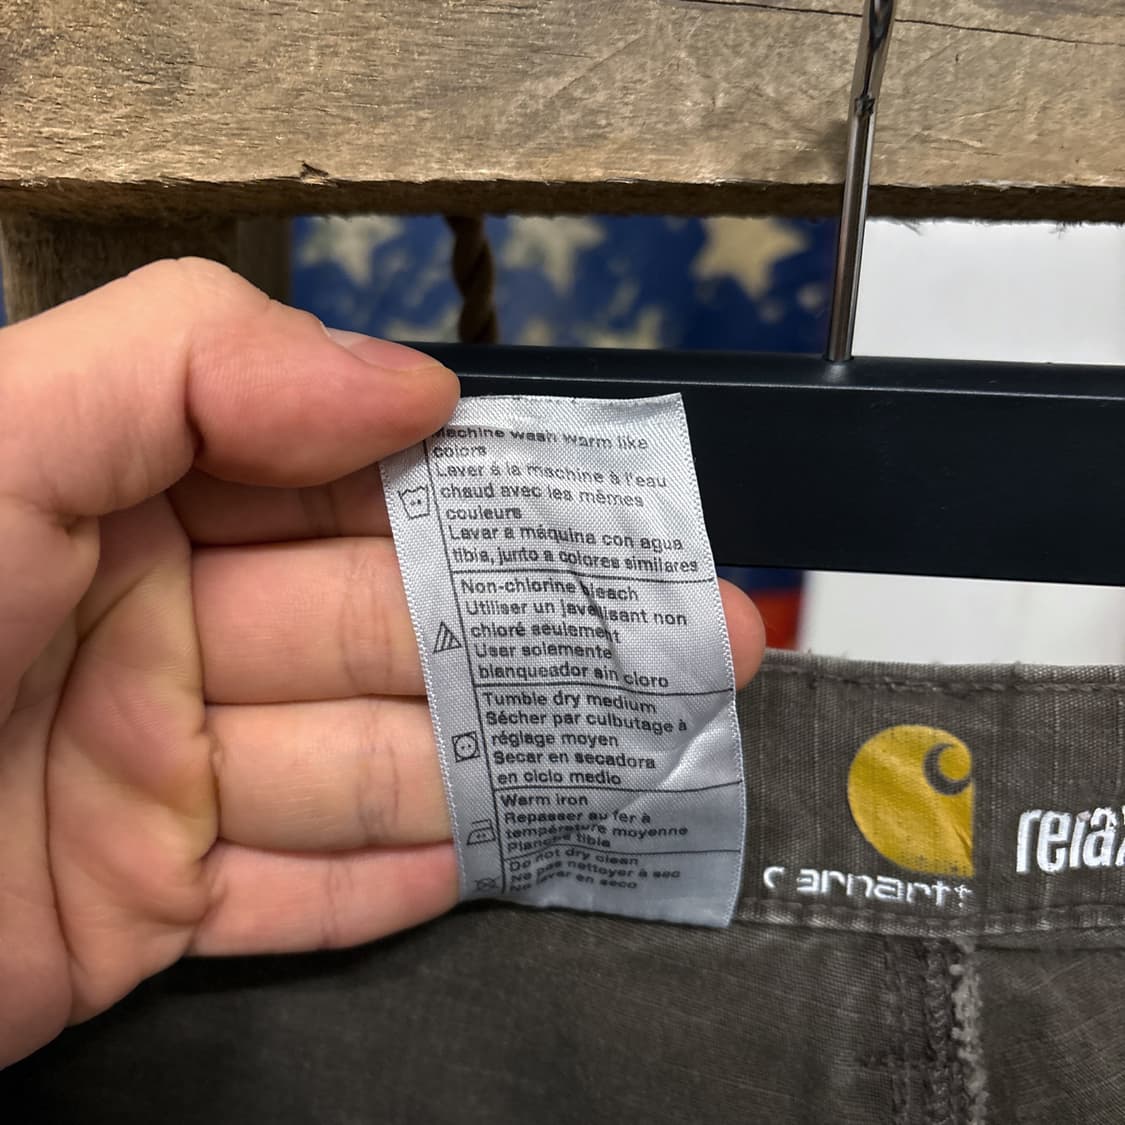 Machine wash warm like
colors
Laver à la machine à l'eau
chaud avec les mêmes
couleurs
Lavar a máquina con agua
tibia, junto a colores similares
Non-chlorine bleach
Utiliser un javellisant non
chloré seulement
Usar solamente
blanqueador sin cloro
Tumble dry medium
Sécher par culbutage à
réglage moyen
Secar en secadora
en ciclo medio
Warm iron
Repasser au fer à
température moyenne
Plancha tibia
Do not dry clean
Ne pas nettoyer à sec
No lavar en seco
carhartt
relax